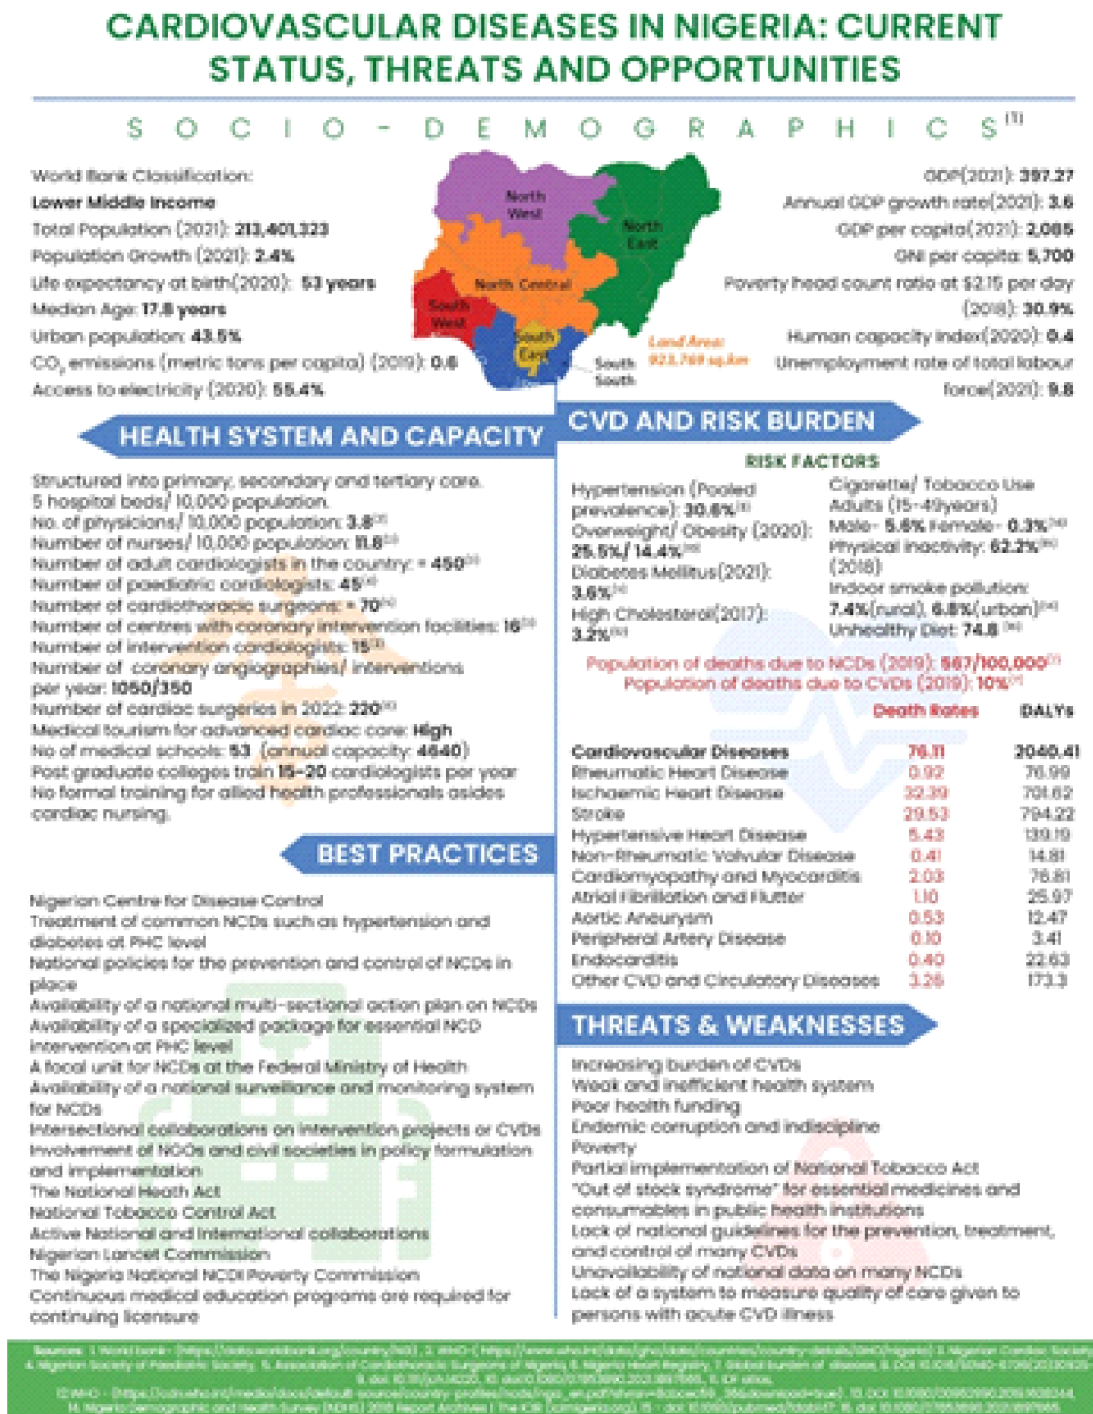 CARDIOVASCULAR DISEASES IN NIGERIA: CURRENT
STATUS, THREATS AND OPPORTUNITIES
SOCIO-DEMOGRAPHICS(1)
World Bank Classification:
Lower Middle Income
Total Population (2021): 213,401,323
Population Growth (2021): 2.4%
Life expectancy at birth(2020): 53 years
Median Age: 17.8 years
Urban population: 43.5%
CO₂ emissions (metric tons per capita) (2019): 0.6
Access to electricity (2020): 55.4%
North
West
North
East
North Central
South
West
South
East
South
South
Land Area:
923,769 sq.km
GDP(2021): 397.27
Annual GDP growth rate(2021): 3.6
GDP per capita(2021): 2,085
GNI per capita: 5,700
Poverty head count ratio at $2.15 per day
(2018): 30.9%
Human capacity Index(2020): 0.4
Unemployment rate of total labour
force(2021): 9.8
HEALTH SYSTEM AND CAPACITY
Structured into primary, secondary and tertiary care.
5 hospital beds/ 10,000 population.
No. of physicians/ 10,000 population: 3.8
Number of nurses/ 10,000 population: 11.8
Number of adult cardiologists in the country: = 450
Number of paediatric cardiologists: 45
Number of cardiothoracic surgeons: = 70
Number of centres with coronary intervention facilities: 16
Number of intervention cardiologists: 15
Number of coronary angiographies/ interventions
per year: 1050/350
Number of cardiac surgeries in 2022: 220
Medical tourism for advanced cardiac care: High
No of medical schools: 53 (annual capacity: 4640)
Post graduate colleges train 15-20 cardiologists per year
No formal training for allied health professionals asides
cardiac nursing.
BEST PRACTICES
Nigerian Centre for Disease Control
Treatment of common NCDs such as hypertension and
diabetes at PHC level
National policies for the prevention and control of NCDs in
place
Availability of a national multi-sectional action plan on NCDs
Availability of a specialized package for essential NCD
intervention at PHC level
A focal unit for NCDs at the Federal Ministry of Health
Availability of a national surveillance and monitoring system
for NCDs
Intersectional collaborations on intervention projects or CVDs
Involvement of NGOs and civil societies in policy formulation
and implementation
The National Heath Act
National Tobacco Control Act
Active National and International collaborations
Nigerian Lancet Commission
The Nigeria National NCDI Poverty Commission
Continuous medical education programs are required for
continuing licensure
CVD AND RISK BURDEN
RISK FACTORS
Hypertension (Pooled
prevalence): 30.6%
Overweight/ Obesity (2020):
25.5%/ 14.4%
Diabetes Mellitus(2021):
3.6%
High Cholesterol(2017):
3.2%
Cigarette/ Tobacco Use
Adults (15-49years)
Male- 5.6% Female- 0.3%
Physical inactivity: 62.2%
(2018)
Indoor smoke pollution:
7.4%(rural), 6.8%(urban)
Unhealthy Diet: 74.8
Population of deaths due to NCDs (2019): 567/100,000
Population of deaths due to CVDs (2019): 10%
Death Rates DALYs
Cardiovascular Diseases 76.11 2040.41
Rheumatic Heart Disease 0.92 76.99
Ischaemic Heart Disease 32.39 701.62
Stroke 29.53 794.22
Hypertensive Heart Disease 5.43 139.19
Non-Rheumatic Valvular Disease 0.41 14.81
Cardiomyopathy and Myocarditis 2.03 76.81
Atrial Fibrillation and Flutter 1.10 25.97
Aortic Aneurysm 0.53 12.47
Peripheral Artery Disease 0.10 3.41
Endocarditis 0.40 22.63
Other CVD and Circulatory Diseases 3.26 173.3
THREATS & WEAKNESSES
Increasing burden of CVDs
Weak and inefficient health system
Poor health funding
Endemic corruption and indiscipline
Poverty
Partial implementation of National Tobacco Act
"Out of stock syndrome" for essential medicines and
consumables in public health institutions
Lack of national guidelines for the prevention, treatment,
and control of many CVDs
Unavailability of national data on many NCDs
Lack of a system to measure quality of care given to
persons with acute CVD illness